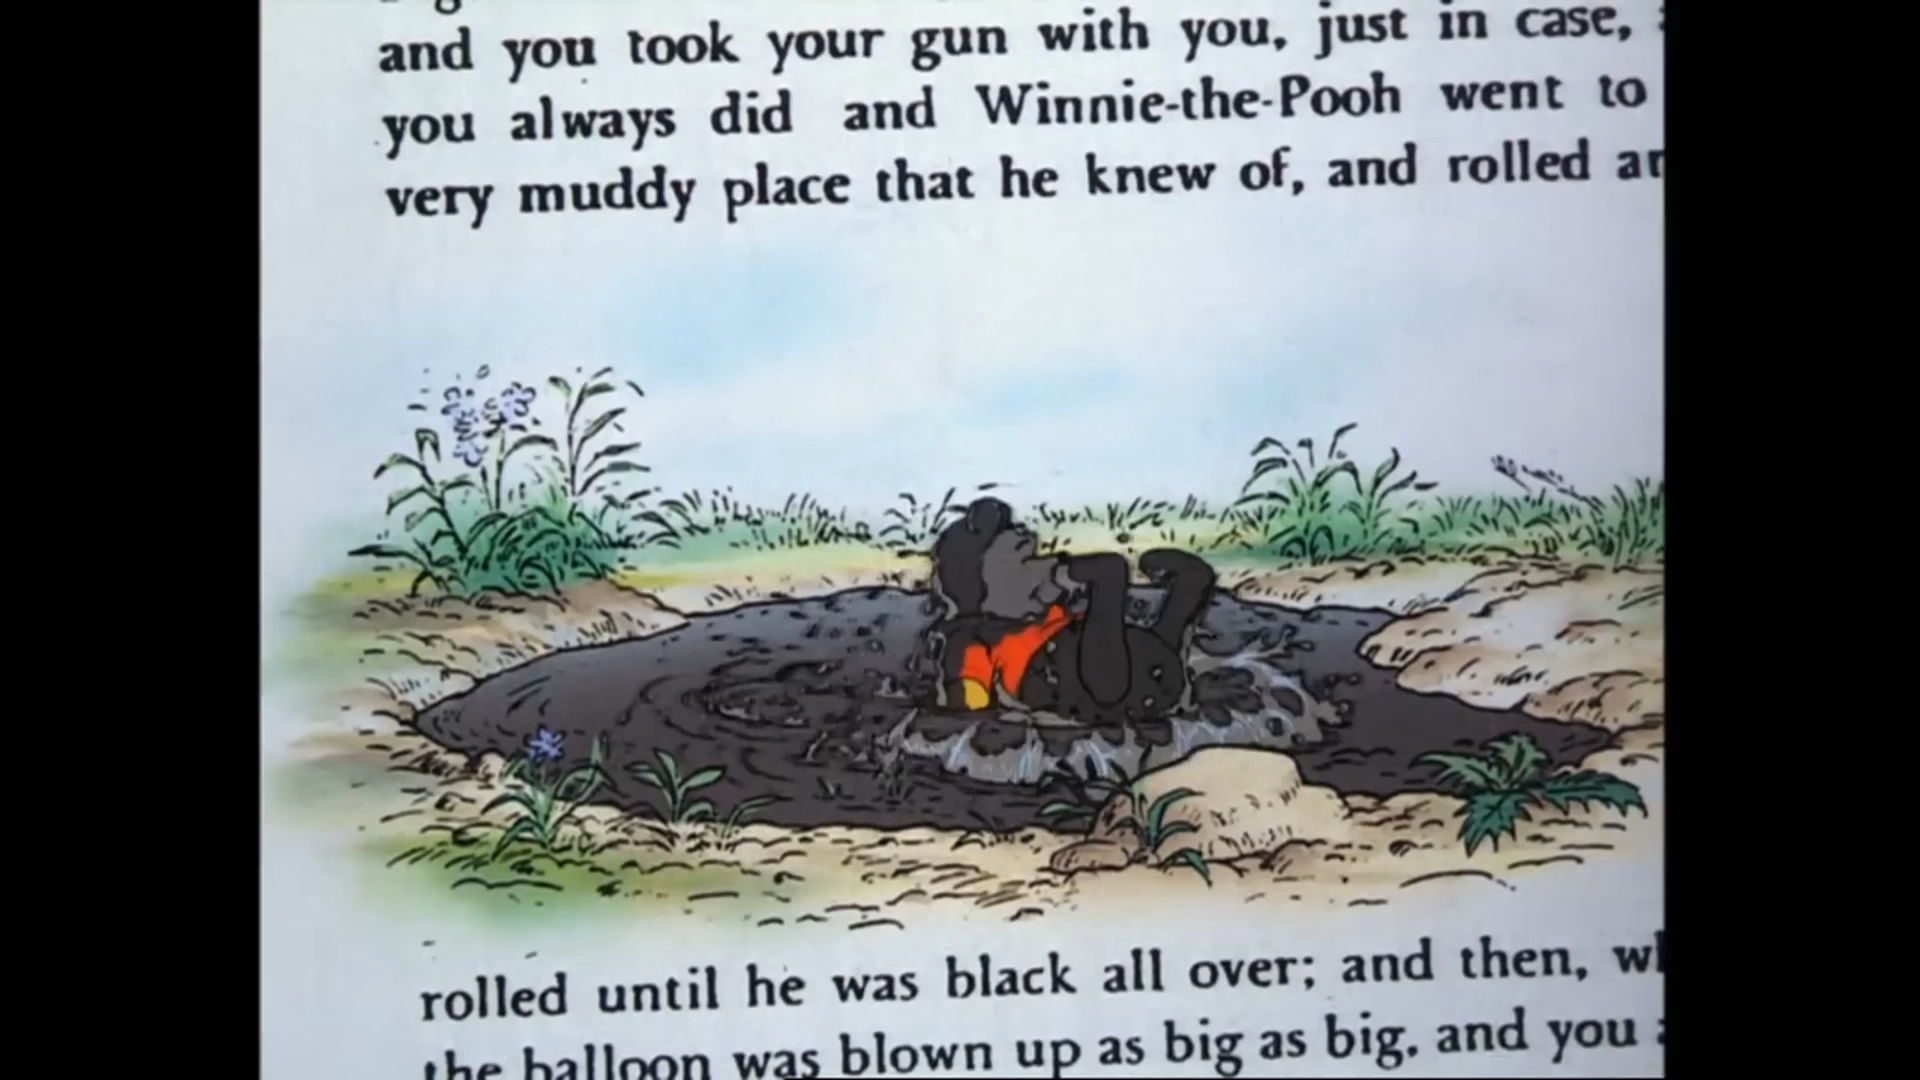 and you took your gun with you, just in case,
you always did and Winnie-the-Pooh went to
very muddy place that he knew of, and rolled
rolled until he was black all over; and then,
the balloon was blown up as big as big, and you